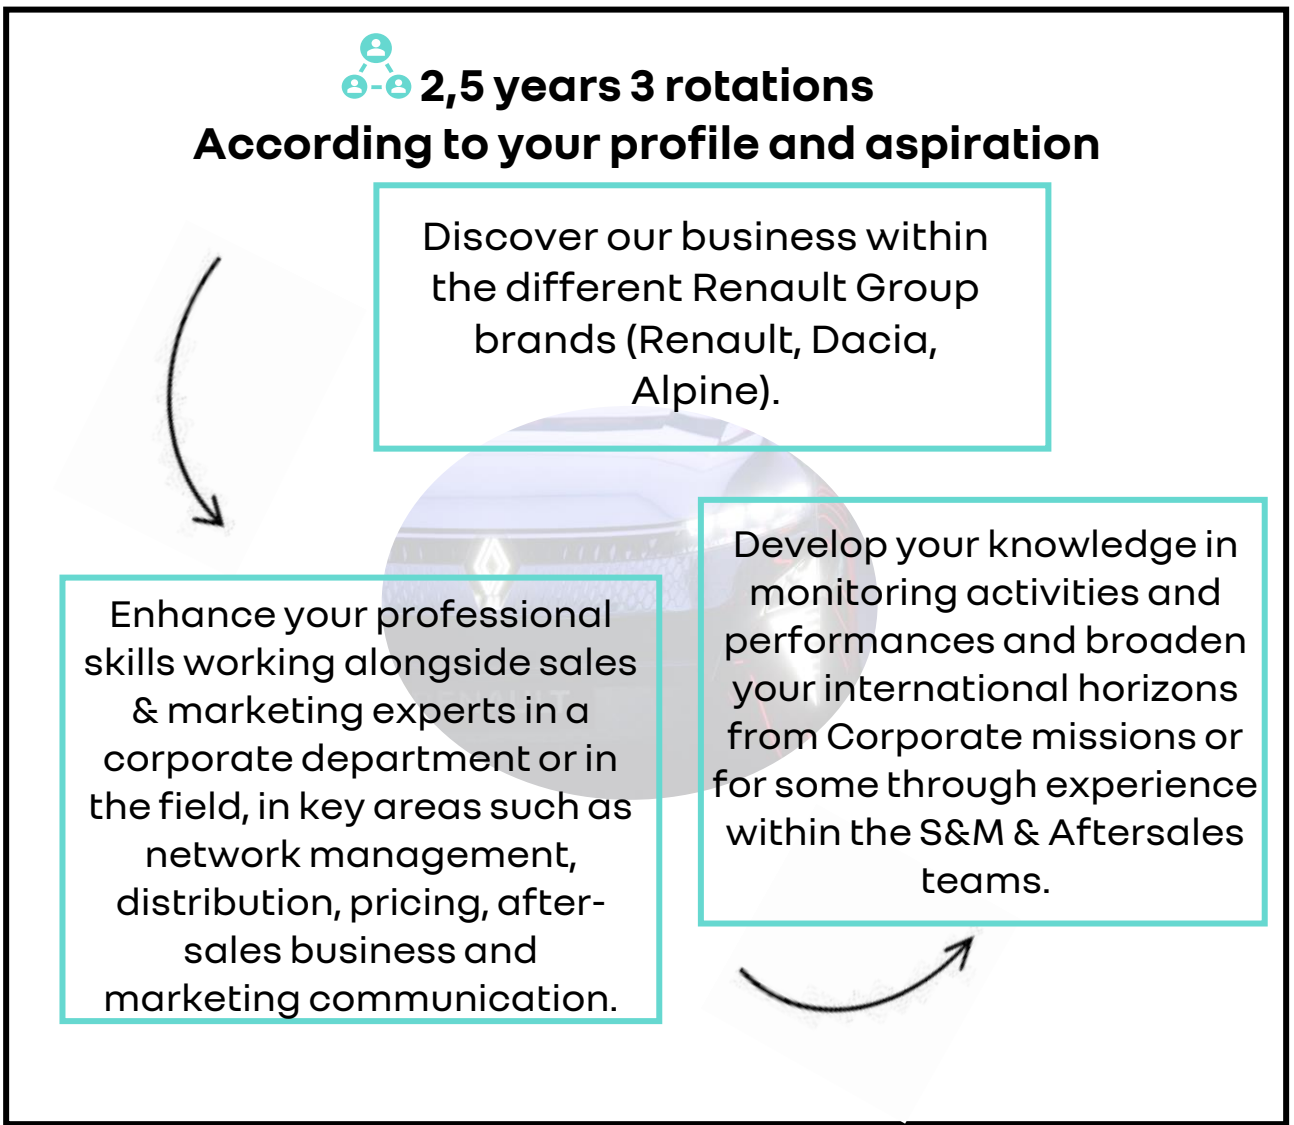 2,5 years 3 rotations
According to your profile and aspiration
Discover our business within
the different Renault Group
brands (Renault, Dacia,
Alpine).
Enhance your professional
skills working alongside sales
& marketing experts in a
corporate department or in
the field, in key areas such as
network management,
distribution, pricing, after-
sales business and
marketing communication.
Develop your knowledge in
monitoring activities and
performances and broaden
your international horizons
from Corporate missions or
for some through experience
within the S&M & Aftersales
teams.